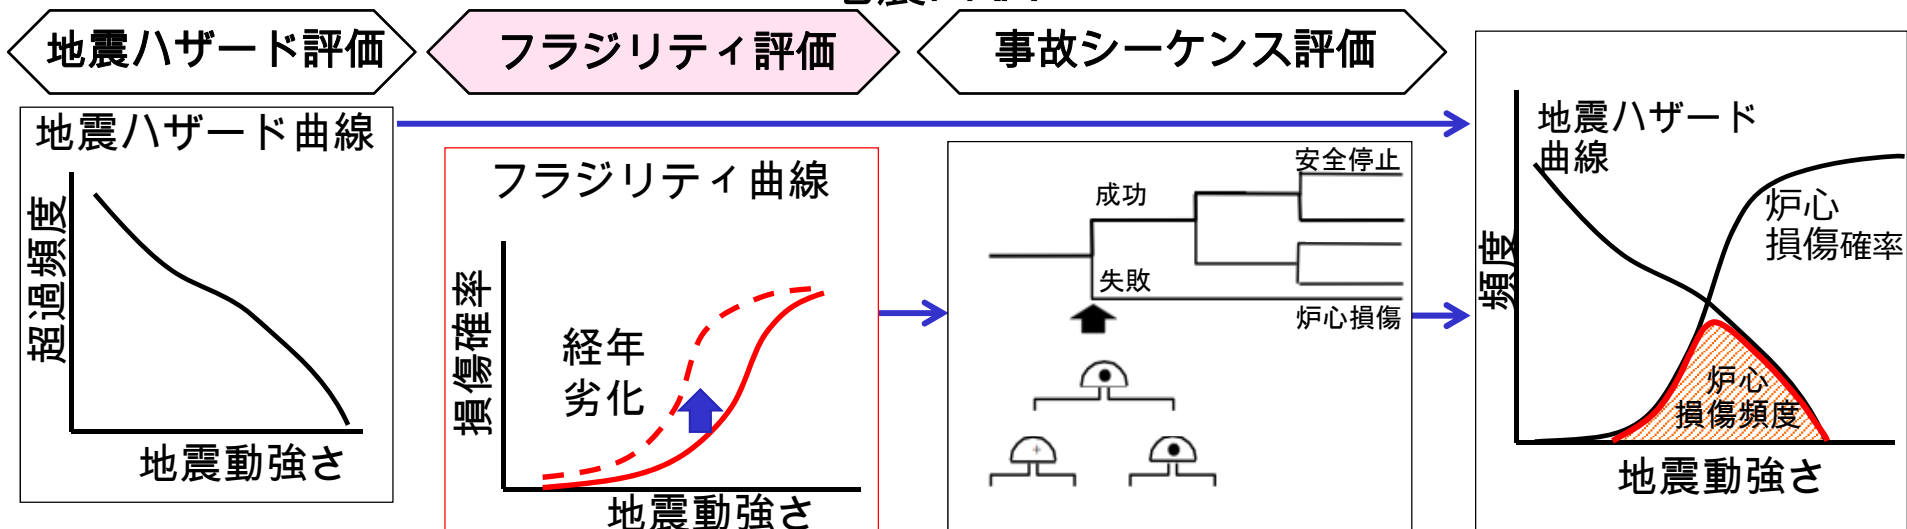 地震ハザード評価
フラジリティ評価
事故シーケンス評価
地震ハザード曲線
超過頻度
地震動強さ
フラジリティ曲線
損傷確率
経年
劣化
地震動強さ
安全停止
成功
失敗
炉心損傷
地震ハザード
曲線
炉心
損傷確率
頻度
炉心
損傷頻度
地震動強さ